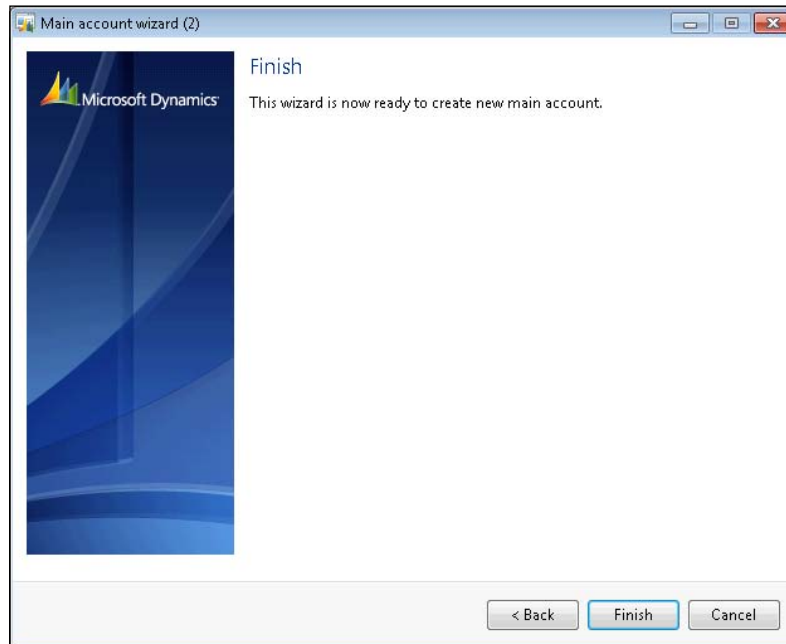 Main account wizard (2)
Finish
Microsoft Dynamics
This wizard is now ready to create new main account.
< Back
Finish
Cancel